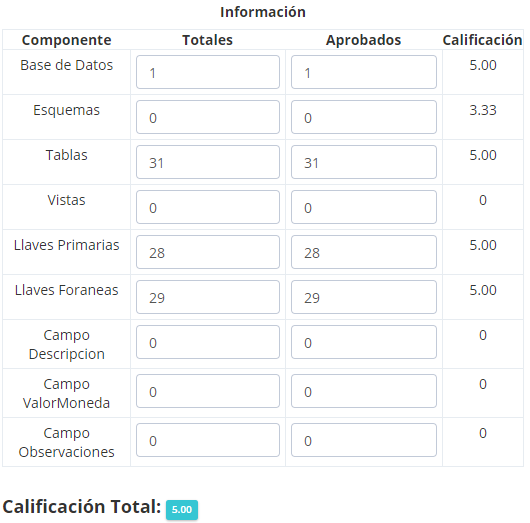 Información
Componente Totales Aprobados Calificación
Base de Datos 1 1 5.00
Esquemas 0 0 3.33
Tablas 31 31 5.00
Vistas 0 0 0
Llaves Primarias 28 28 5.00
Llaves Foraneas 29 29 5.00
Campo
Descripcion 0 0 0
Campo
ValorMoneda 0 0 0
Campo
Observaciones 0 0 0
Calificación Total: 5.00